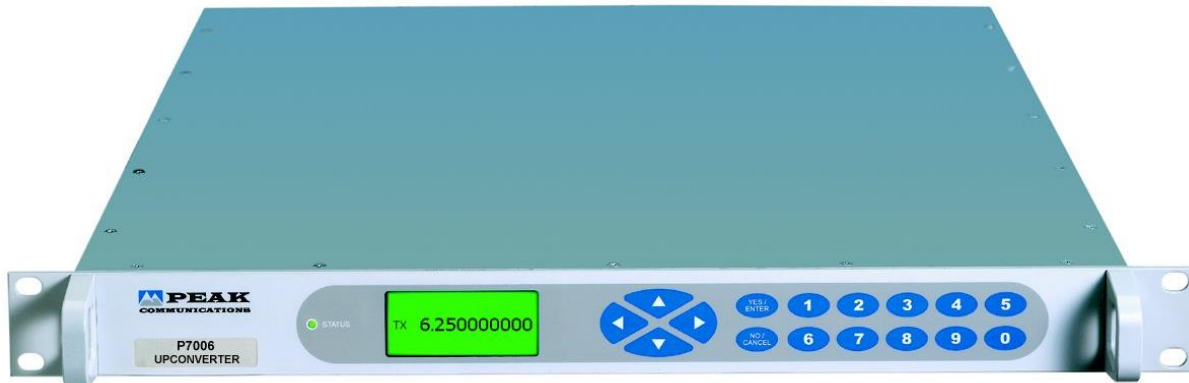 PEAK
COMMUNICATIONS
P7006
UPCONVERTER
STATUS
TX 6.250000000
YES / ENTER
1 2 3 4 5
NO / CANCEL
6 7 8 9 0